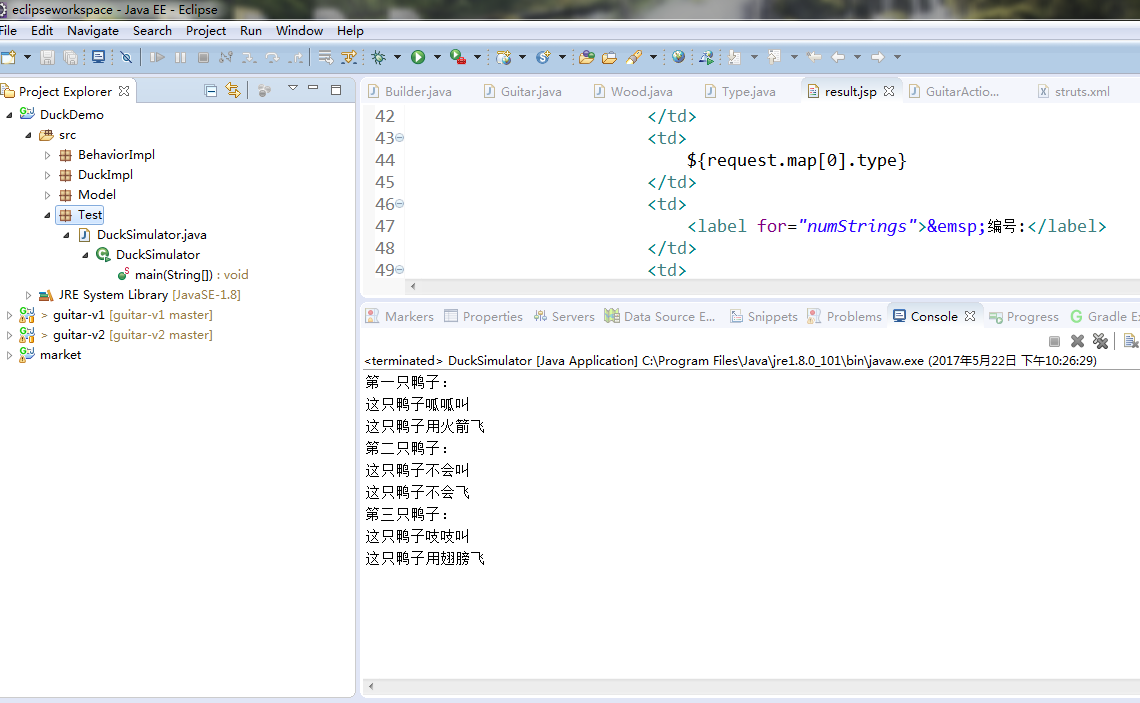 eclipseworkspace - Java EE - Eclipse
File Edit Navigate Search Project Run Window Help
Project Explorer
DuckDemo
src
BehaviorImpl
DuckImpl
Model
Test
DuckSimulator.java
DuckSimulator
main(String[]) : void
JRE System Library [JavaSE-1.8]
> guitar-v1 [guitar-v1 master]
> guitar-v2 [guitar-v2 master]
market
Builder.java Guitar.java Wood.java Type.java result.jsp GuitarActio... struts.xml
42 </td>
43 <td>
44 ${request.map[0].type}
45 </td>
46 <td>
47 <label for="numStrings">&emsp;编号:</label>
48 </td>
49 <td>
Markers Properties Servers Data Source E... Snippets Problems Console Progress Gradle E
<terminated> DuckSimulator [Java Application] C:\Program Files\Java\jre1.8.0_101\bin\javaw.exe (2017年5月22日 下午10:26:29)
第一只鸭子：
这只鸭子呱呱叫
这只鸭子用火箭飞
第二只鸭子：
这只鸭子不会叫
这只鸭子不会飞
第三只鸭子：
这只鸭子吱吱叫
这只鸭子用翅膀飞